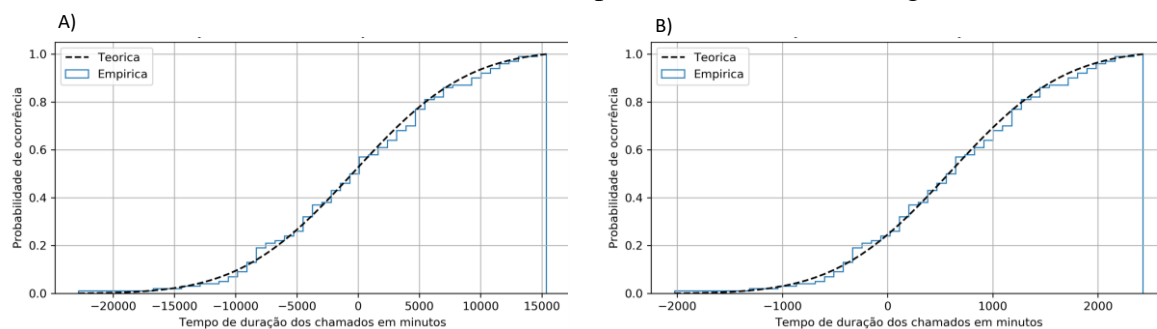 A)
Probabilidade de ocorrência
1.0
0.8
0.6
0.4
0.2
0.0
Teorica
Empirica
−20000 −15000 −10000 −5000 0 5000 10000 15000
Tempo de duração dos chamados em minutos
B)
Probabilidade de ocorrência
1.0
0.8
0.6
0.4
0.2
0.0
Teorica
Empirica
−2000 −1000 0 1000 2000
Tempo de duração dos chamados em minutos